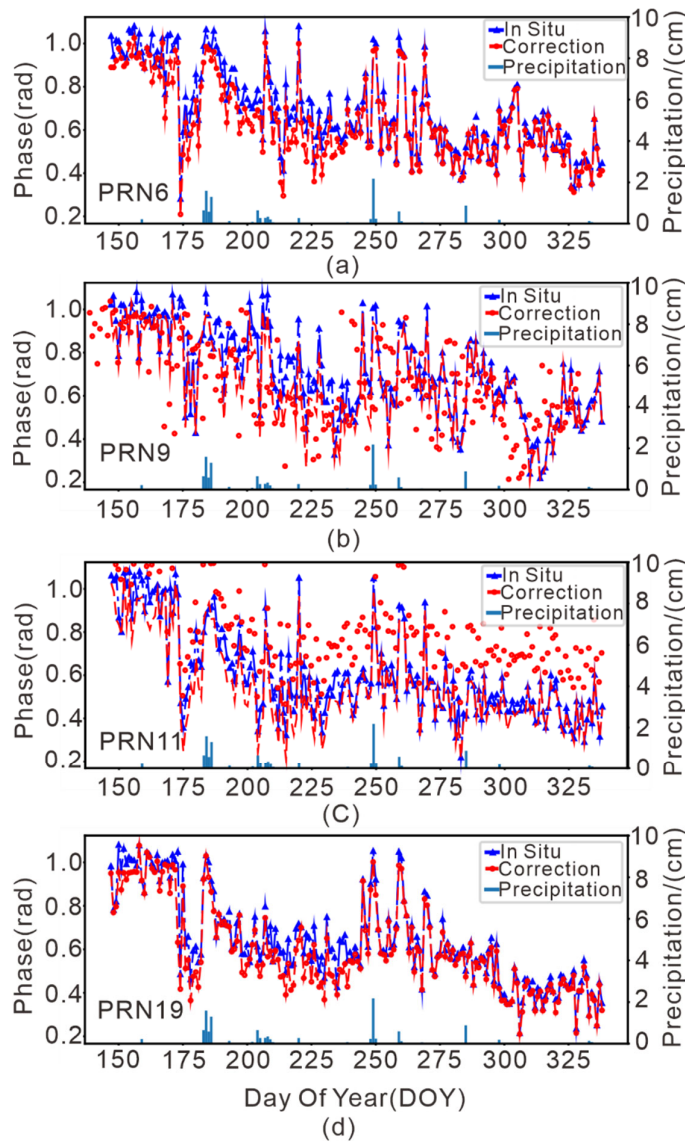 In Situ
Correction
Precipitation
Phase(rad)
1.0
0.8
0.6
0.4
0.2
10
8
6
4
2
0
Precipitation/(cm)
PRN6
150 175 200 225 250 275 300 325
(a)
In Situ
Correction
Precipitation
Phase(rad)
1.0
0.8
0.6
0.4
0.2
10
8
6
4
2
0
Precipitation/(cm)
PRN9
150 175 200 225 250 275 300 325
(b)
In Situ
Correction
Precipitation
Phase(rad)
1.0
0.8
0.6
0.4
0.2
10
8
6
4
2
0
Precipitation/(cm)
PRN11
150 175 200 225 250 275 300 325
(C)
In Situ
Correction
Precipitation
Phase(rad)
1.0
0.8
0.6
0.4
0.2
10
8
6
4
2
0
Precipitation/(cm)
PRN19
150 175 200 225 250 275 300 325
Day Of Year(DOY)
(d)